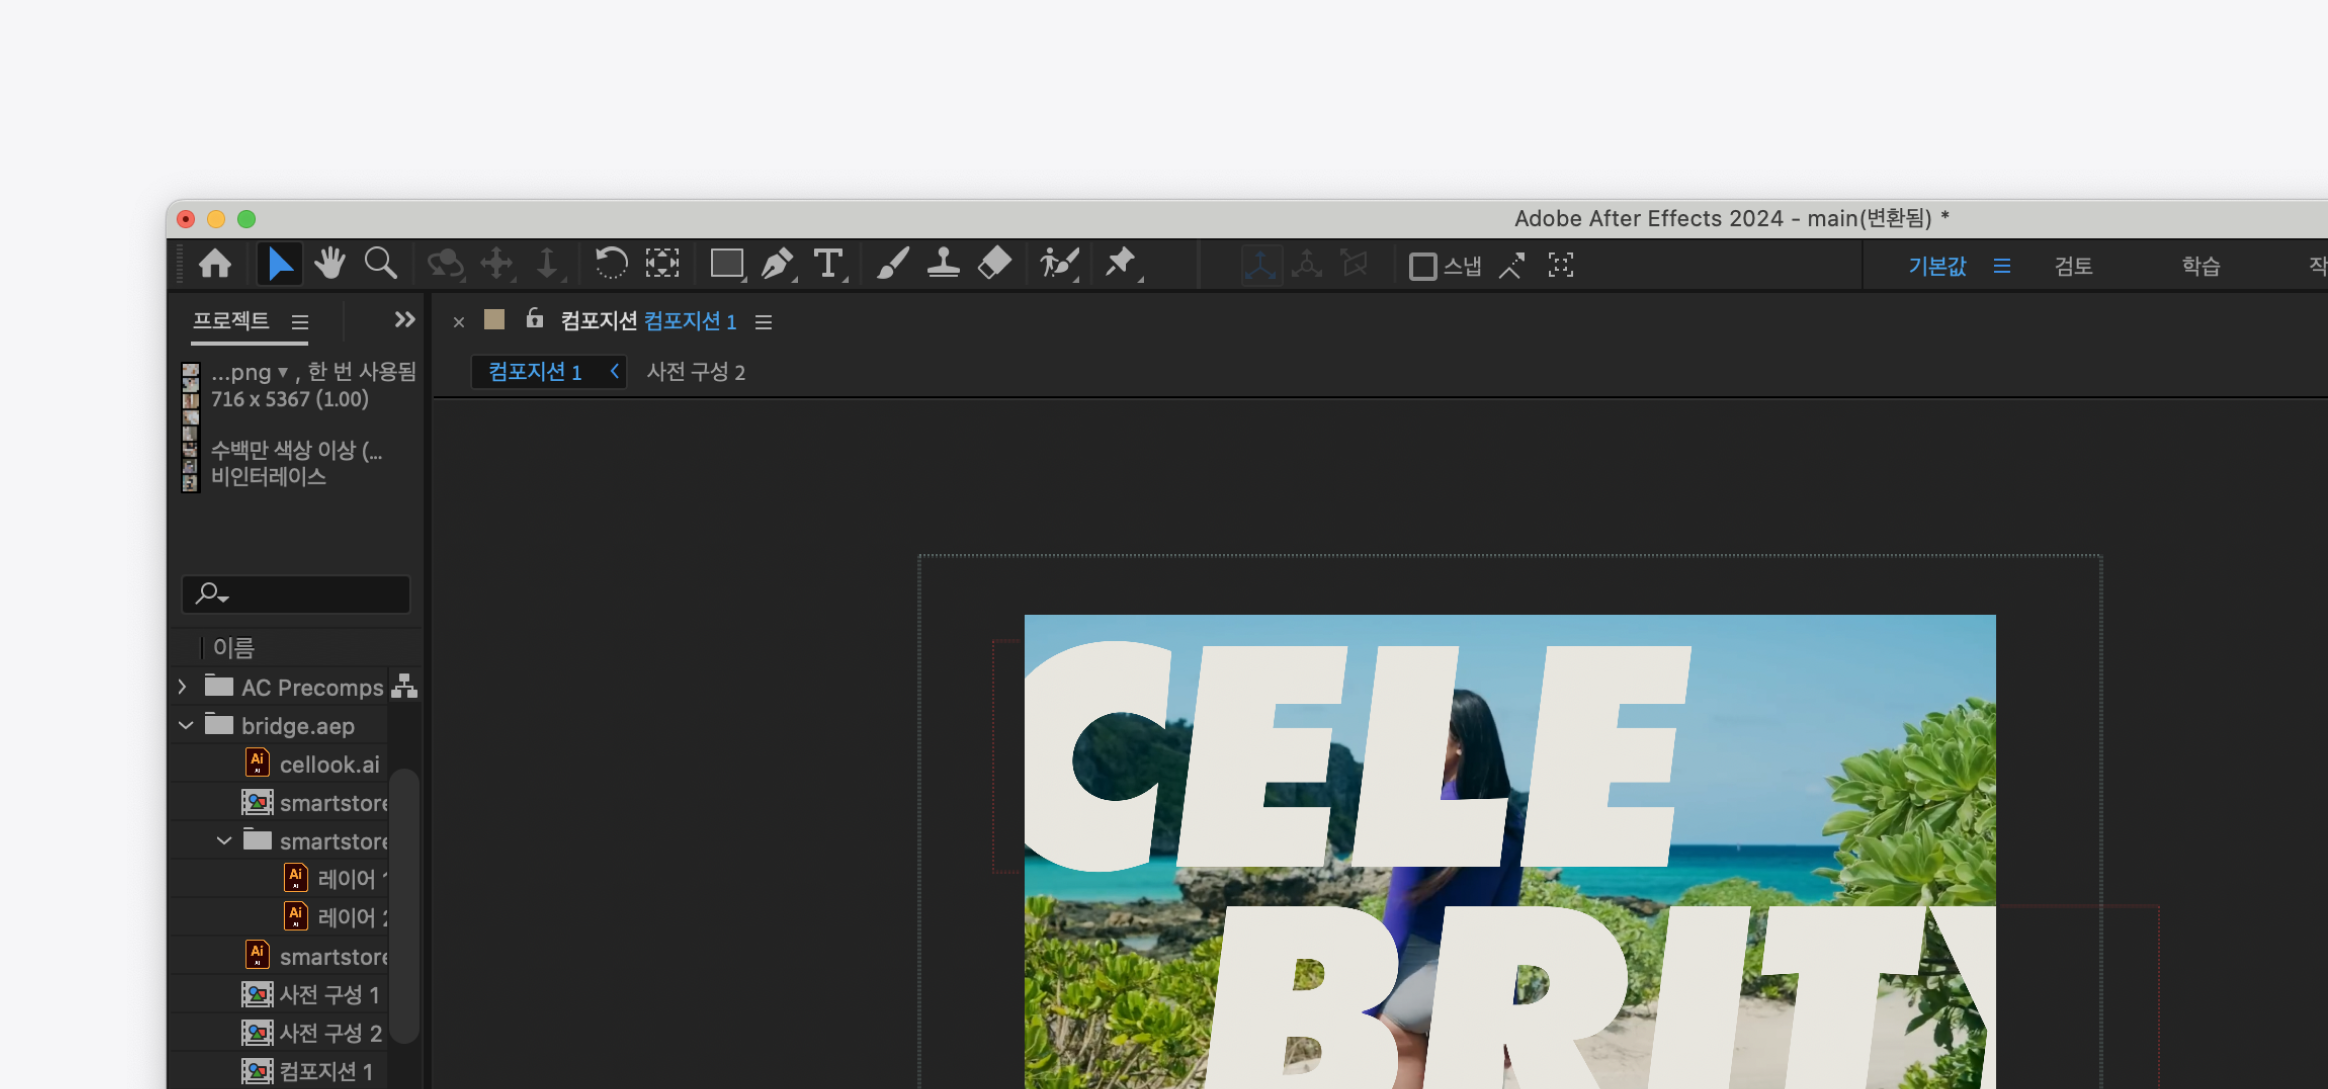 Adobe After Effects 2024 - main(변환됨) *
스냅
기본값
검토
학습
작
프로젝트
컴포지션 컴포지션 1
컴포지션 1
사전 구성 2
...png ▾ , 한 번 사용됨
716 x 5367 (1.00)
수백만 색상 이상 (...
비인터레이스
이름
AC Precomps
bridge.aep
Ai
cellook.ai
smartstore
smartstore
Ai
레이어 1
Ai
레이어 2
Ai
smartstore
사전 구성 1
사전 구성 2
컴포지션 1
CELE
BRITY